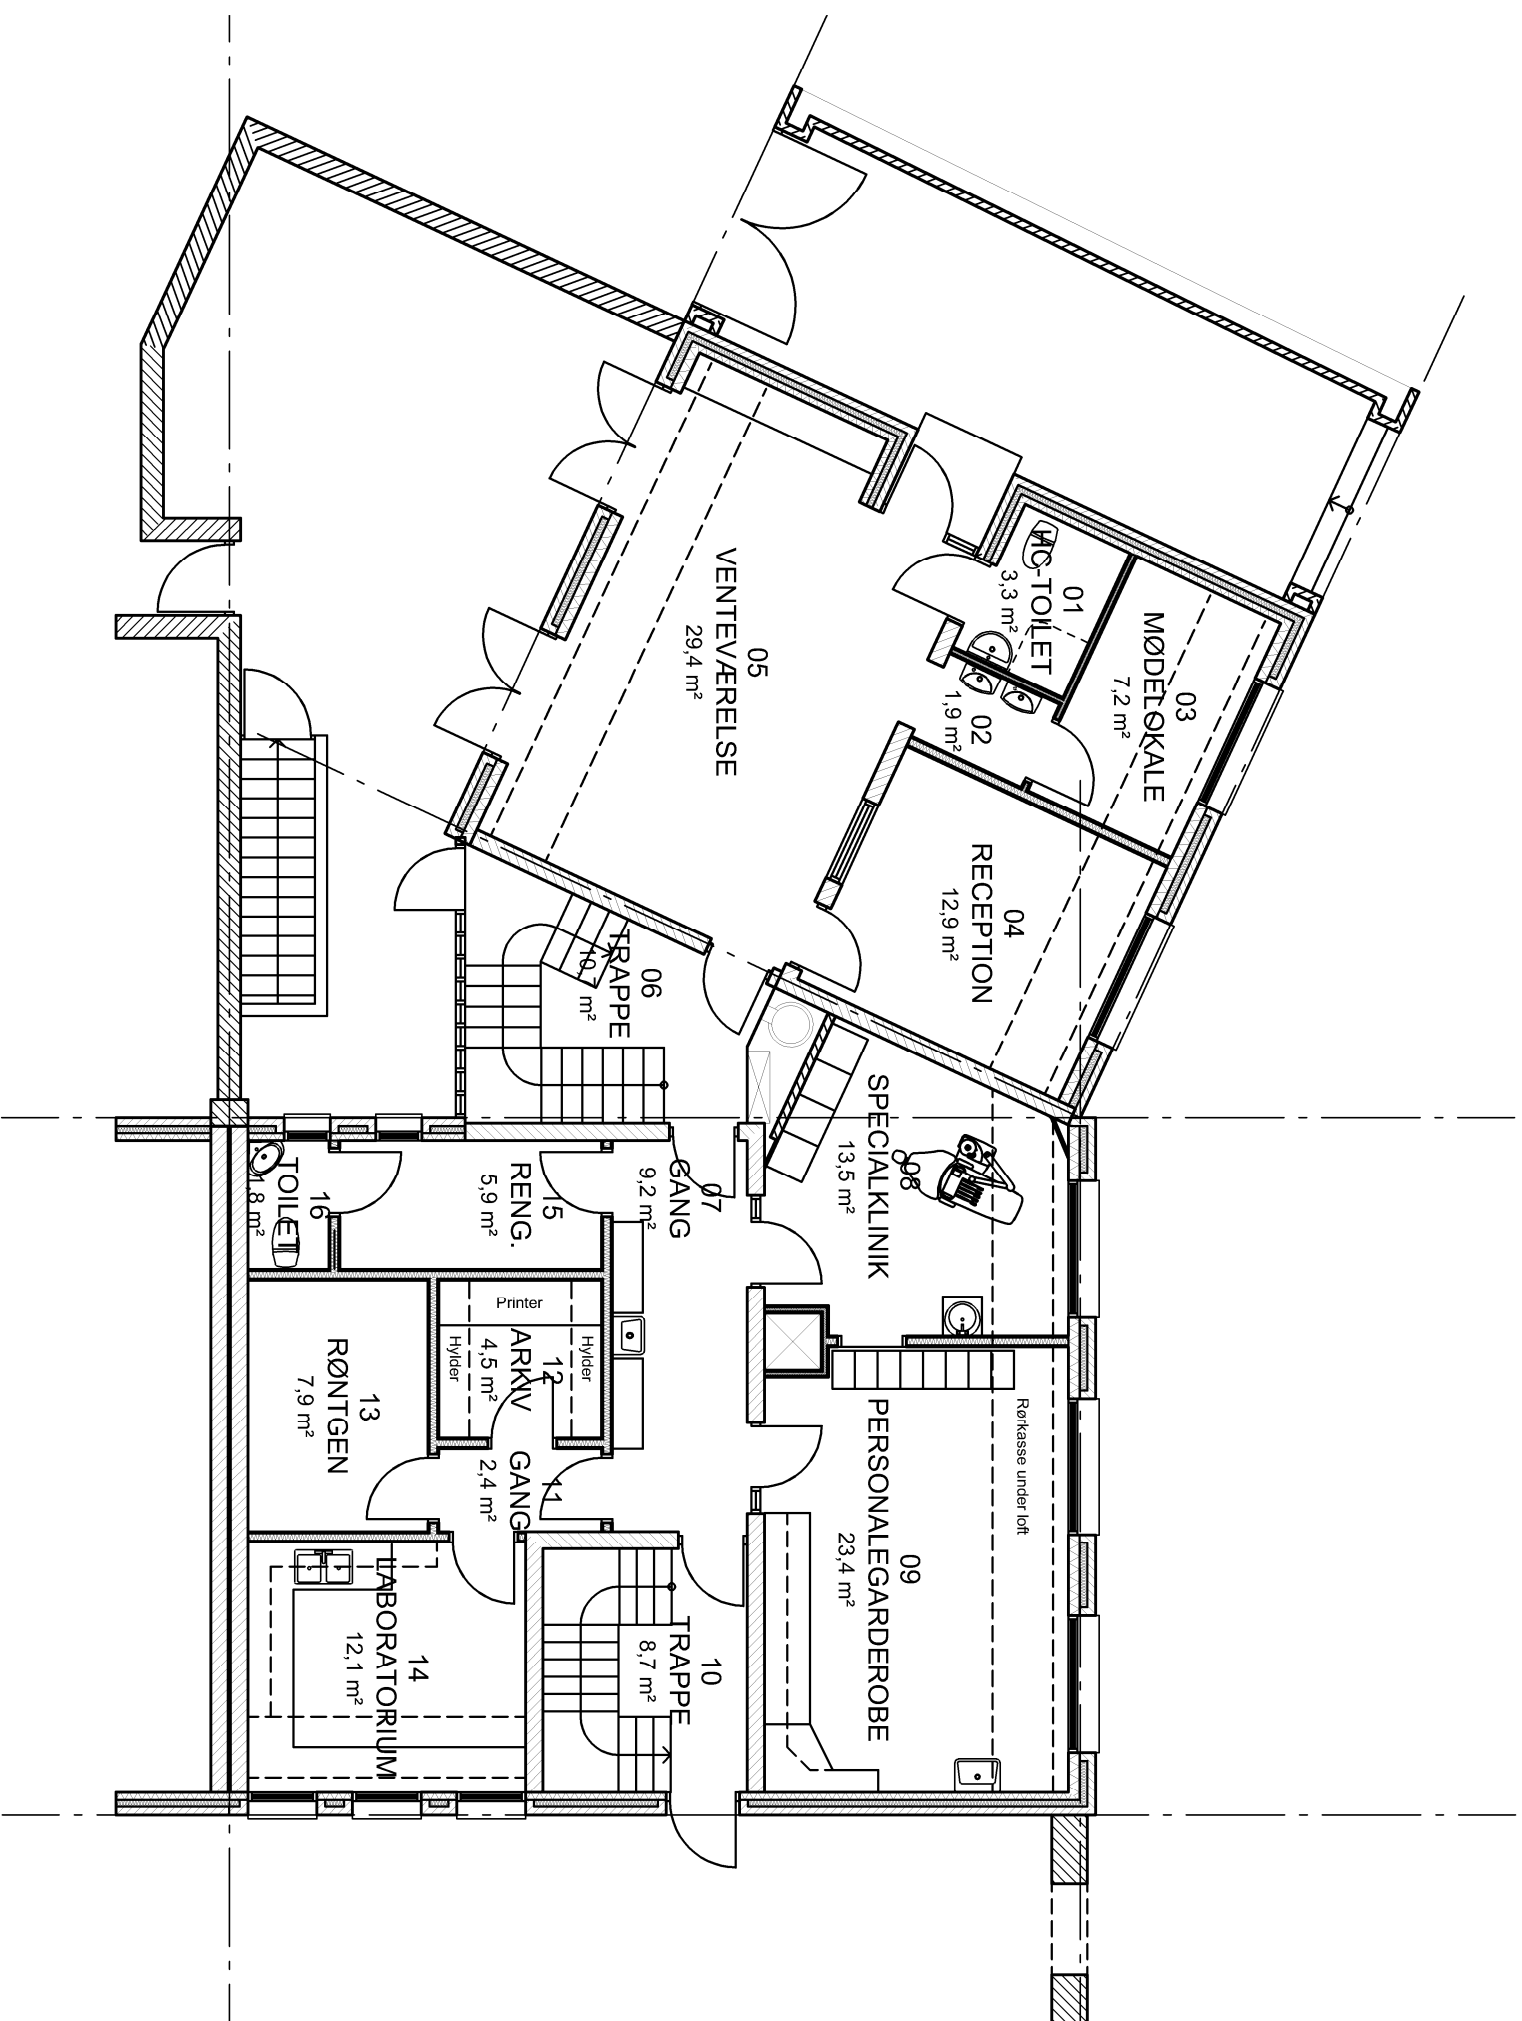 01
HC-TOILET
3,3 m²
02
1,9 m²
03
MØDELOKALE
7,2 m²
04
RECEPTION
12,9 m²
05
VENTEVÆRELSE
29,4 m²
06
TRAPPE
10,7 m²
07
GANG
9,2 m²
08
SPECIALKLINIK
13,5 m²
09
PERSONALEGARDEROBE
23,4 m²
Rørkasse under loft
10
TRAPPE
8,7 m²
11
GANG
2,4 m²
12
ARKIV
4,5 m²
Printer
Hylder
Hylder
13
RØNTGEN
7,9 m²
14
LABORATORIUM
12,1 m²
15
RENG.
5,9 m²
16
TOILET
1,8 m²